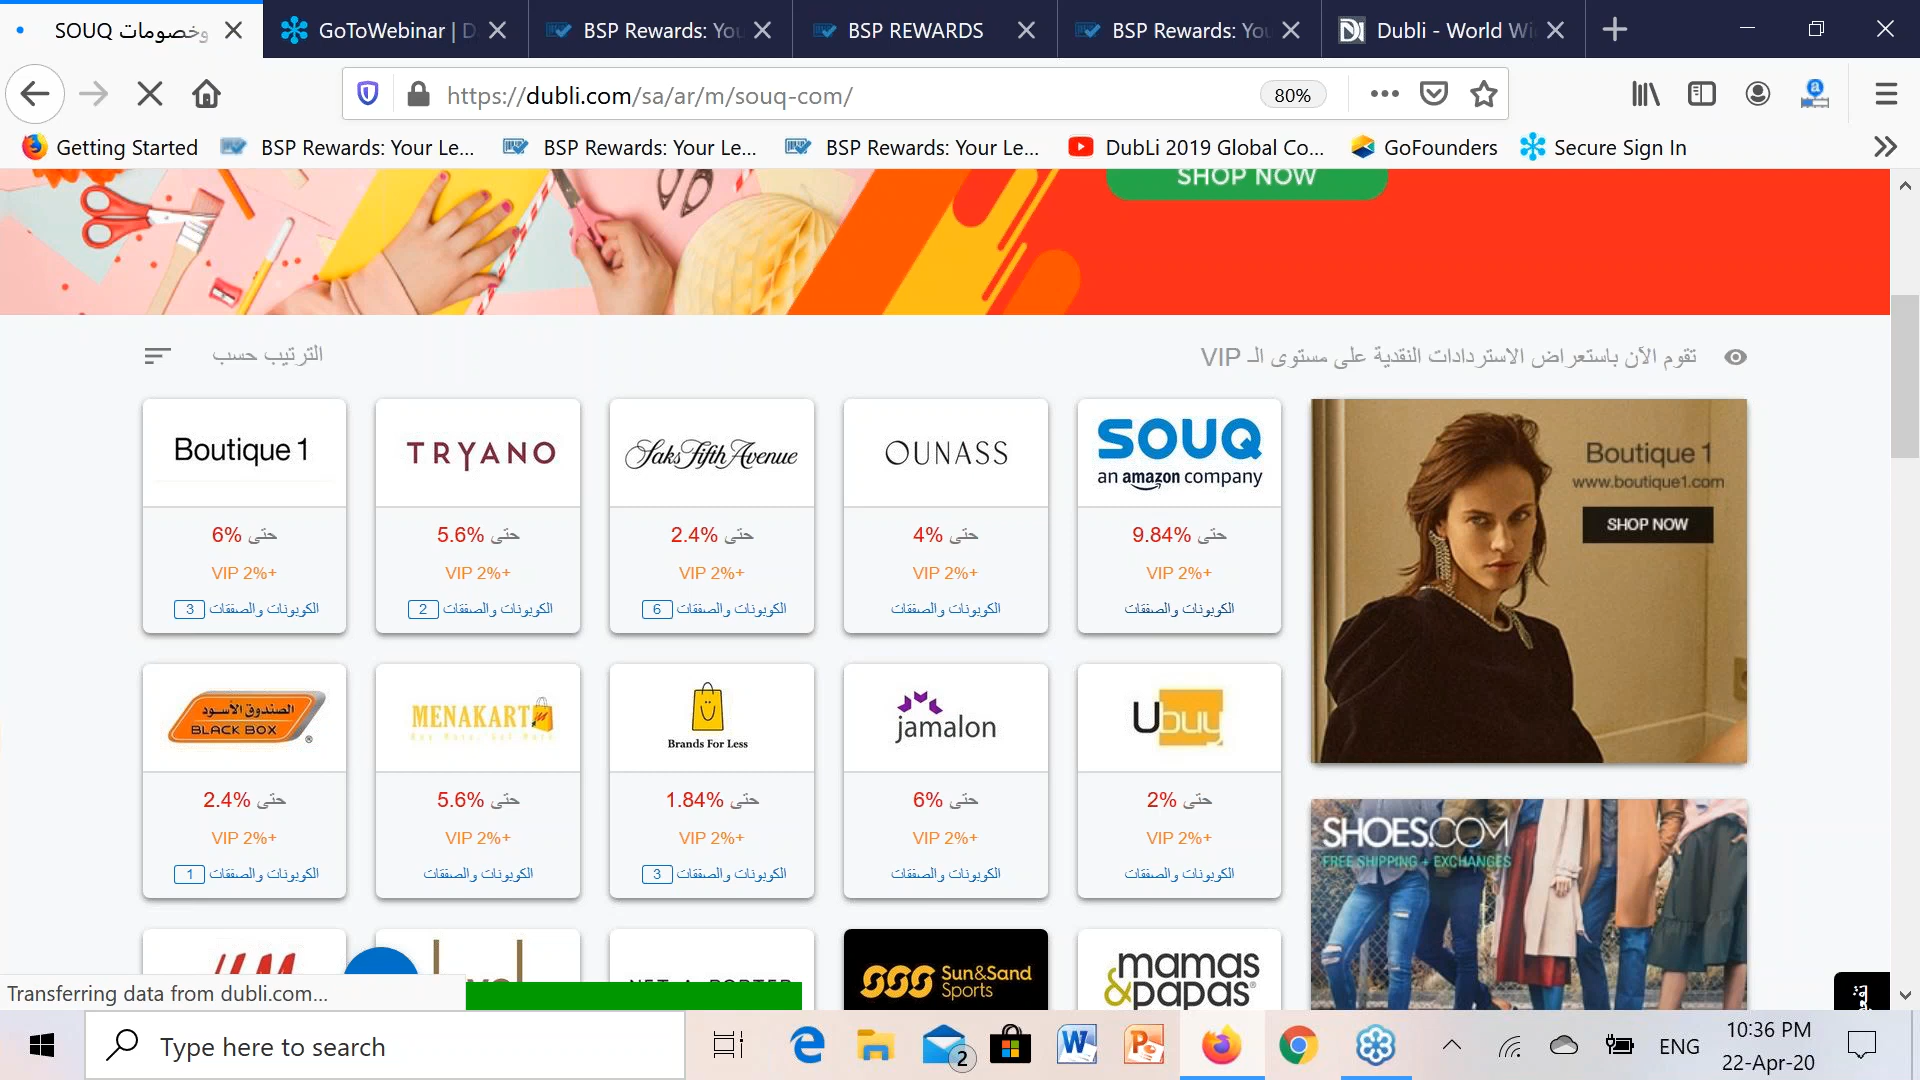 SOUQ وخصومات
GoToWebinar | D
BSP Rewards: You
BSP REWARDS
BSP Rewards: You
Dubli - World Wi
https://dubli.com/sa/ar/m/souq-com/
80%
Getting Started
BSP Rewards: Your Le...
BSP Rewards: Your Le...
BSP Rewards: Your Le...
DubLi 2019 Global Co...
GoFounders
Secure Sign In
SHOP NOW
تقوم الآن باستعراض الاستردادات النقدية على مستوى الـ VIP
الترتيب حسب
Boutique 1
TRYANO
Saks Fifth Avenue
OUNASS
SOUQ
an amazon company
حتى 6%
حتى 5.6%
حتى 2.4%
حتى 4%
حتى 9.84%
VIP 2%+
VIP 2%+
VIP 2%+
VIP 2%+
VIP 2%+
الكوبونات والصفقات 3
الكوبونات والصفقات 2
الكوبونات والصفقات 6
الكوبونات والصفقات
الكوبونات والصفقات
Boutique 1
www.boutique1.com
SHOP NOW
الصندوق الأسود
BLACK BOX
MENAKART
Brands For Less
jamalon
Ubuy
حتى 2.4%
حتى 5.6%
حتى 1.84%
حتى 6%
حتى 2%
VIP 2%+
VIP 2%+
VIP 2%+
VIP 2%+
VIP 2%+
الكوبونات والصفقات 1
الكوبونات والصفقات
الكوبونات والصفقات 3
الكوبونات والصفقات
الكوبونات والصفقات
SHOES.COM
FREE SHIPPING + EXCHANGES
Sun&Sand
Sports
mamas
&papas
Transferring data from dubli.com...
Type here to search
2
ENG
10:36 PM
22-Apr-20